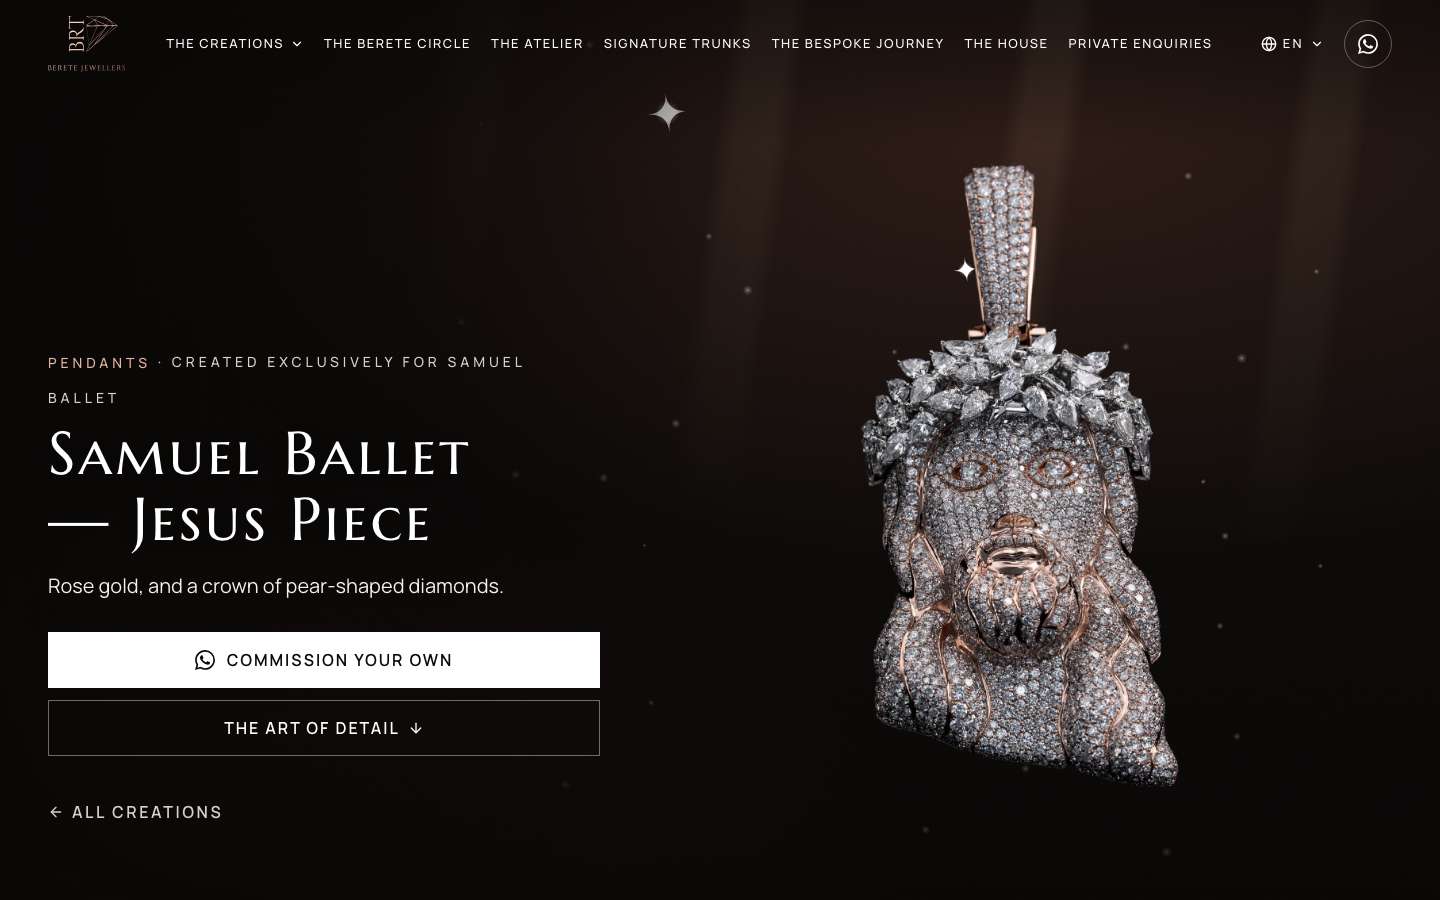 BRT
BERETE JEWELLERS
THE CREATIONS
THE BERETE CIRCLE
THE ATELIER
SIGNATURE TRUNKS
THE BESPOKE JOURNEY
THE HOUSE
PRIVATE ENQUIRIES
EN
PENDANTS · CREATED EXCLUSIVELY FOR SAMUEL
BALLET
Samuel Ballet
— Jesus Piece
Rose gold, and a crown of pear-shaped diamonds.
COMMISSION YOUR OWN
THE ART OF DETAIL ↓
← ALL CREATIONS